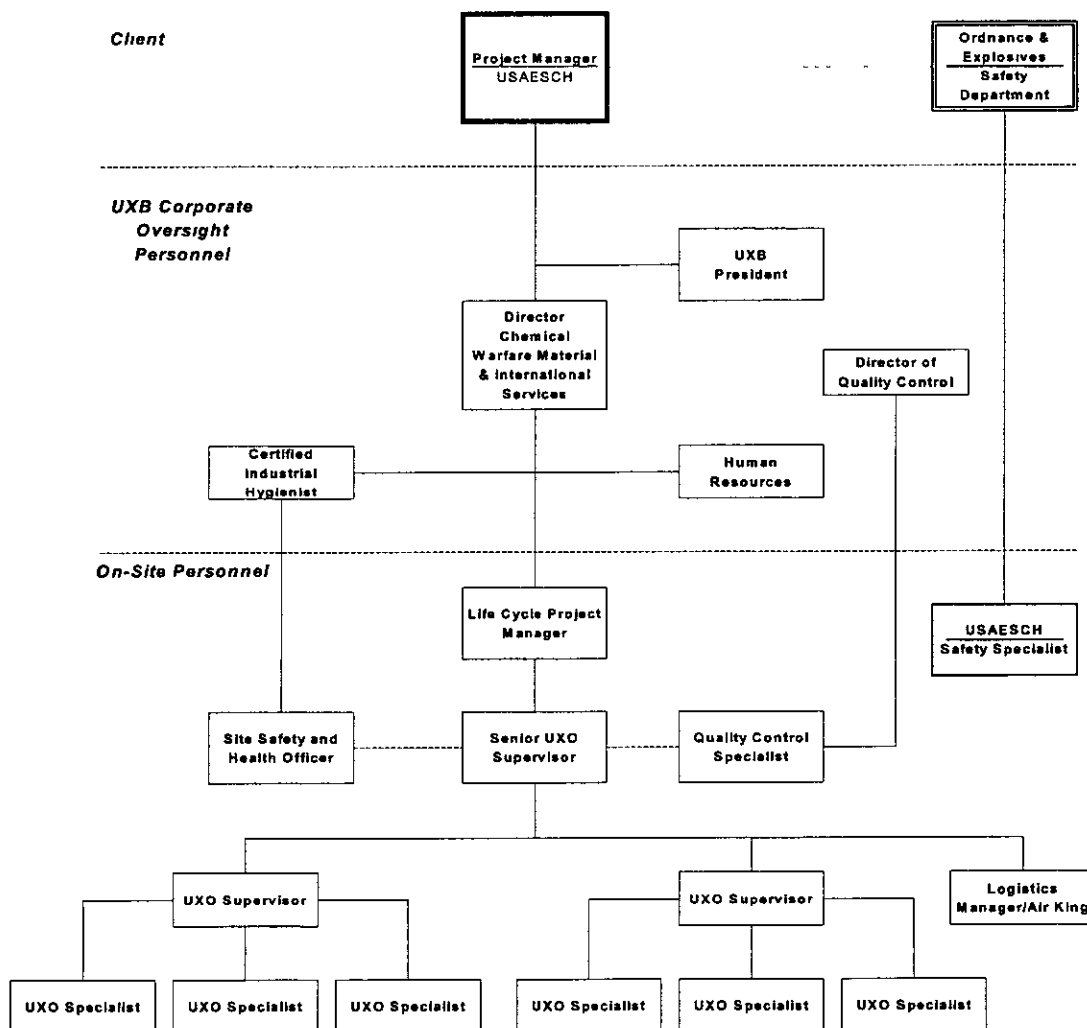 Client
Project Manager
USAESCH
Ordnance &
Explosives
Safety
Department
UXB Corporate
Oversight
Personnel
UXB
President
Director
Chemical
Warfare Material
& International
Services
Director of
Quality Control
Certified
Industrial
Hygienist
Human
Resources
On-Site Personnel
Life Cycle Project
Manager
USAESCH
Safety Specialist
Site Safety and
Health Officer
Senior UXO
Supervisor
Quality Control
Specialist
UXO Supervisor
UXO Supervisor
Logistics
Manager/Air King
UXO Specialist
UXO Specialist
UXO Specialist
UXO Specialist
UXO Specialist
UXO Specialist